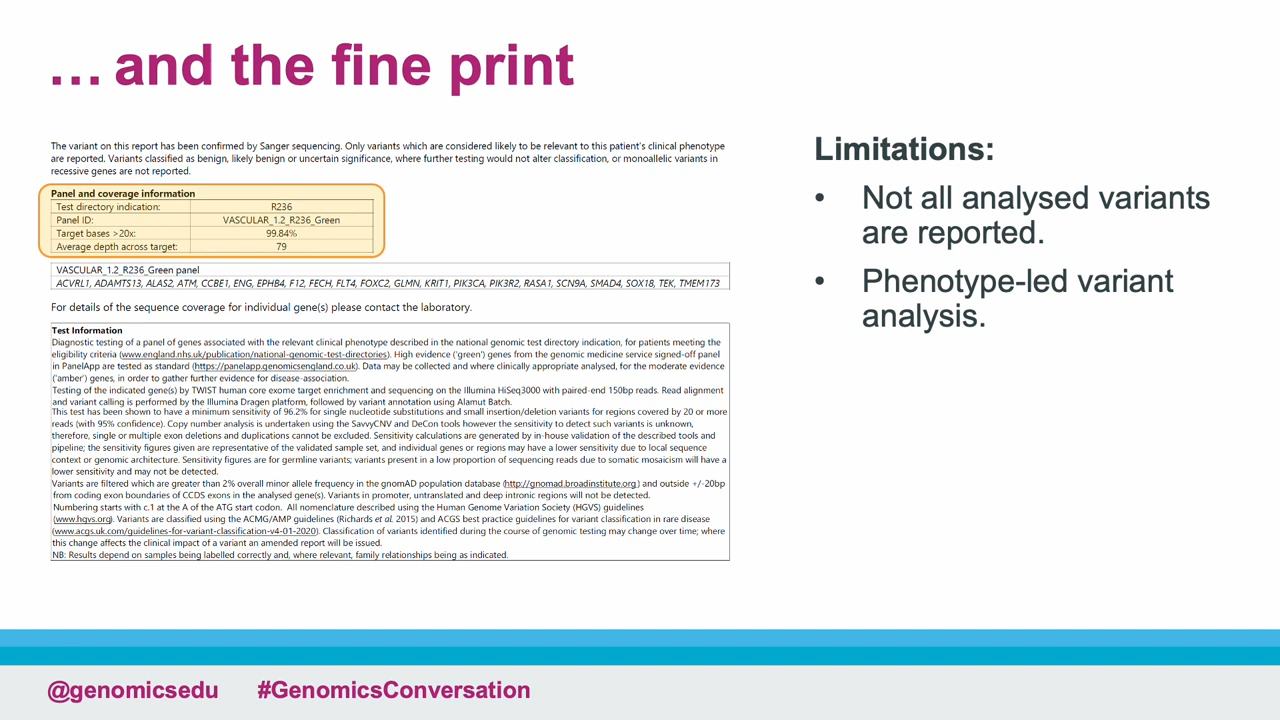 … and the fine print
The variant on this report has been confirmed by Sanger sequencing. Only variants which are considered likely to be relevant to this patient's clinical phenotype
are reported. Variants classified as benign, likely benign or uncertain significance, where further testing would not alter classification, or monoallelic variants in
recessive genes are not reported.
Panel and coverage information
Test directory indication: R236
Panel ID: VASCULAR_1.2_R236_Green
Target bases >20x: 99.84%
Average depth across target: 79
VASCULAR_1.2_R236_Green panel
ACVRL1, ADAMTS13, ALAS2, ATM, CCBE1, ENG, EPHB4, F12, FECH, FLT4, FOXC2, GLMN, KRIT1, PIK3CA, PIK3R2, RASA1, SCN9A, SMAD4, SOX18, TEK, TMEM173
For details of the sequence coverage for individual gene(s) please contact the laboratory.
Test Information
Diagnostic testing of a panel of genes associated with the relevant clinical phenotype described in the national genomic test directory indication, for patients meeting the
eligibility criteria (www.england.nhs.uk/publication/national-genomic-test-directories). High evidence ('green') genes from the genomic medicine service signed-off panel
in PanelApp are tested as standard (https://panelapp.genomicsengland.co.uk). Data may be collected and where clinically appropriate analysed, for the moderate evidence
('amber') genes, in order to gather further evidence for disease-association.
Testing of the indicated gene(s) by TWIST human core exome target enrichment and sequencing on the Illumina HiSeq3000 with paired-end 150bp reads. Read alignment
and variant calling is performed by the Illumina Dragen platform, followed by variant annotation using Alamut Batch.
This test has been shown to have a minimum sensitivity of 96.2% for single nucleotide substitutions and small insertion/deletion variants for regions covered by 20 or more
reads (with 95% confidence). Copy number analysis is undertaken using the SavvyCNV and DeCon tools however the sensitivity to detect such variants is unknown,
therefore, single or multiple exon deletions and duplications cannot be excluded. Sensitivity calculations are generated by in-house validation of the described tools and
pipeline; the sensitivity figures given are representative of the validated sample set, and individual genes or regions may have a lower sensitivity due to local sequence
context or genomic architecture. Sensitivity figures are for germline variants; variants present in a low proportion of sequencing reads due to somatic mosaicism will have a
lower sensitivity and may not be detected.
Variants are filtered which are greater than 2% overall minor allele frequency in the gnomAD population database (http://gnomad.broadinstitute.org) and outside +/-20bp
from coding exon boundaries of CCDS exons in the analysed gene(s). Variants in promoter, untranslated and deep intronic regions will not be detected.
Numbering starts with c.1 at the A of the ATG start codon. All nomenclature described using the Human Genome Variation Society (HGVS) guidelines
(www.hgvs.org). Variants are classified using the ACMG/AMP guidelines (Richards et al. 2015) and ACGS best practice guidelines for variant classification in rare disease
(www.acgs.uk.com/guidelines-for-variant-classification-v4-01-2020). Classification of variants identified during the course of genomic testing may change over time; where
this change affects the clinical impact of a variant an amended report will be issued.
NB: Results depend on samples being labelled correctly and, where relevant, family relationships being as indicated.
Limitations:
• Not all analysed variants
are reported.
• Phenotype-led variant
analysis.
@genomicsedu #GenomicsConversation